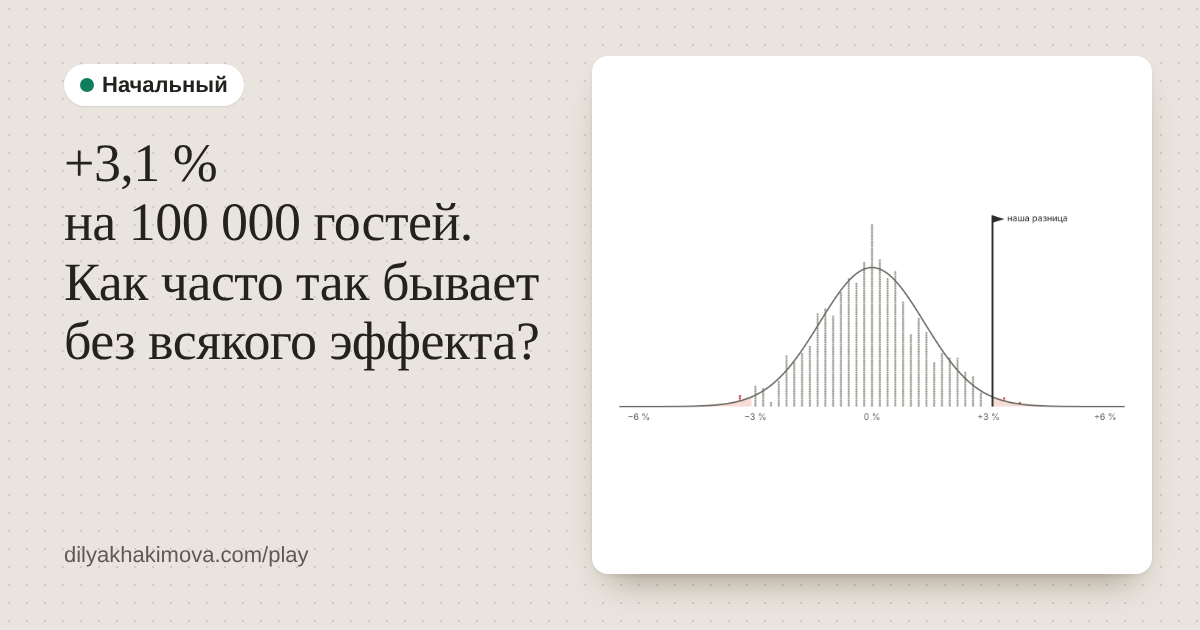 Начальный
+3,1 %
на 100 000 гостей.
Как часто так бывает
без всякого эффекта?
dilyakhakimova.com/play
наша разница
−6 %
−3 %
0 %
+3 %
+6 %